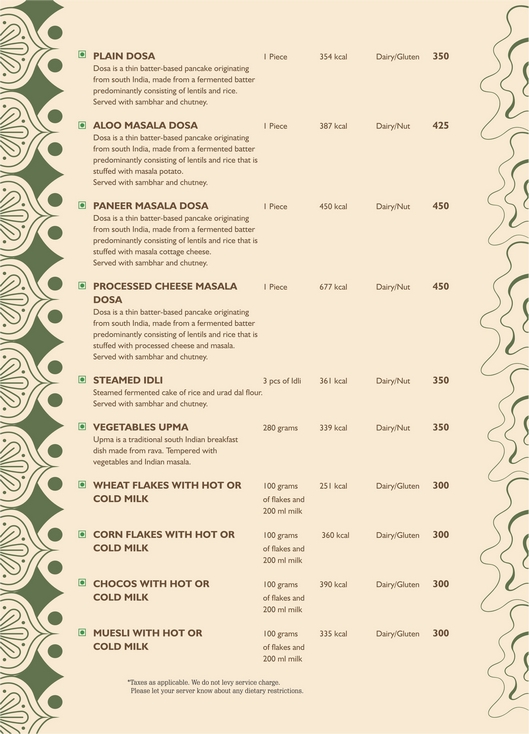 PLAIN DOSA 1 Piece 354 kcal Dairy/Gluten 350
Dosa is a thin batter-based pancake originating
from south India, made from a fermented batter
predominantly consisting of lentils and rice.
Served with sambhar and chutney.
ALOO MASALA DOSA 1 Piece 387 kcal Dairy/Nut 425
Dosa is a thin batter-based pancake originating
from south India, made from a fermented batter
predominantly consisting of lentils and rice that is
stuffed with masala potato.
Served with sambhar and chutney.
PANEER MASALA DOSA 1 Piece 450 kcal Dairy/Nut 450
Dosa is a thin batter-based pancake originating
from south India, made from a fermented batter
predominantly consisting of lentils and rice that is
stuffed with masala cottage cheese.
Served with sambhar and chutney.
PROCESSED CHEESE MASALA 1 Piece 677 kcal Dairy/Nut 450
DOSA
Dosa is a thin batter-based pancake originating
from south India, made from a fermented batter
predominantly consisting of lentils and rice that is
stuffed with processed cheese and masala.
Served with sambhar and chutney.
STEAMED IDLI 3 pcs of Idli 361 kcal Dairy/Nut 350
Steamed fermented cake of rice and urad dal flour.
Served with sambhar and chutney.
VEGETABLES UPMA 280 grams 339 kcal Dairy/Nut 350
Upma is a traditional south Indian breakfast
dish made from rava. Tempered with
vegetables and Indian masala.
WHEAT FLAKES WITH HOT OR 100 grams 251 kcal Dairy/Gluten 300
COLD MILK of flakes and
200 ml milk
CORN FLAKES WITH HOT OR 100 grams 360 kcal Dairy/Gluten 300
COLD MILK of flakes and
200 ml milk
CHOCOS WITH HOT OR 100 grams 390 kcal Dairy/Gluten 300
COLD MILK of flakes and
200 ml milk
MUESLI WITH HOT OR 100 grams 335 kcal Dairy/Gluten 300
COLD MILK of flakes and
200 ml milk
*Taxes as applicable. We do not levy service charge.
Please let your server know about any dietary restrictions.